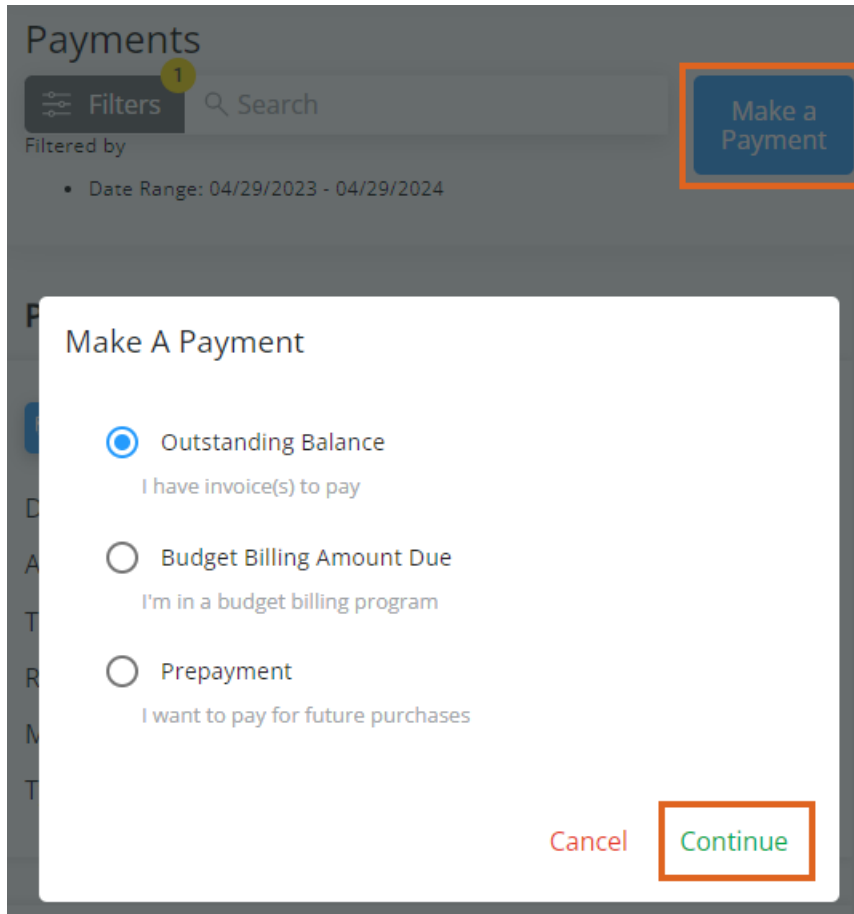 Payments
1
Filters
Search
Make a
Payment
Filtered by
• Date Range: 04/29/2023 - 04/29/2024
P
Make A Payment
Outstanding Balance
I have invoice(s) to pay
D
Budget Billing Amount Due
A
I'm in a budget billing program
T
Prepayment
R
I want to pay for future purchases
M
T
Cancel
Continue